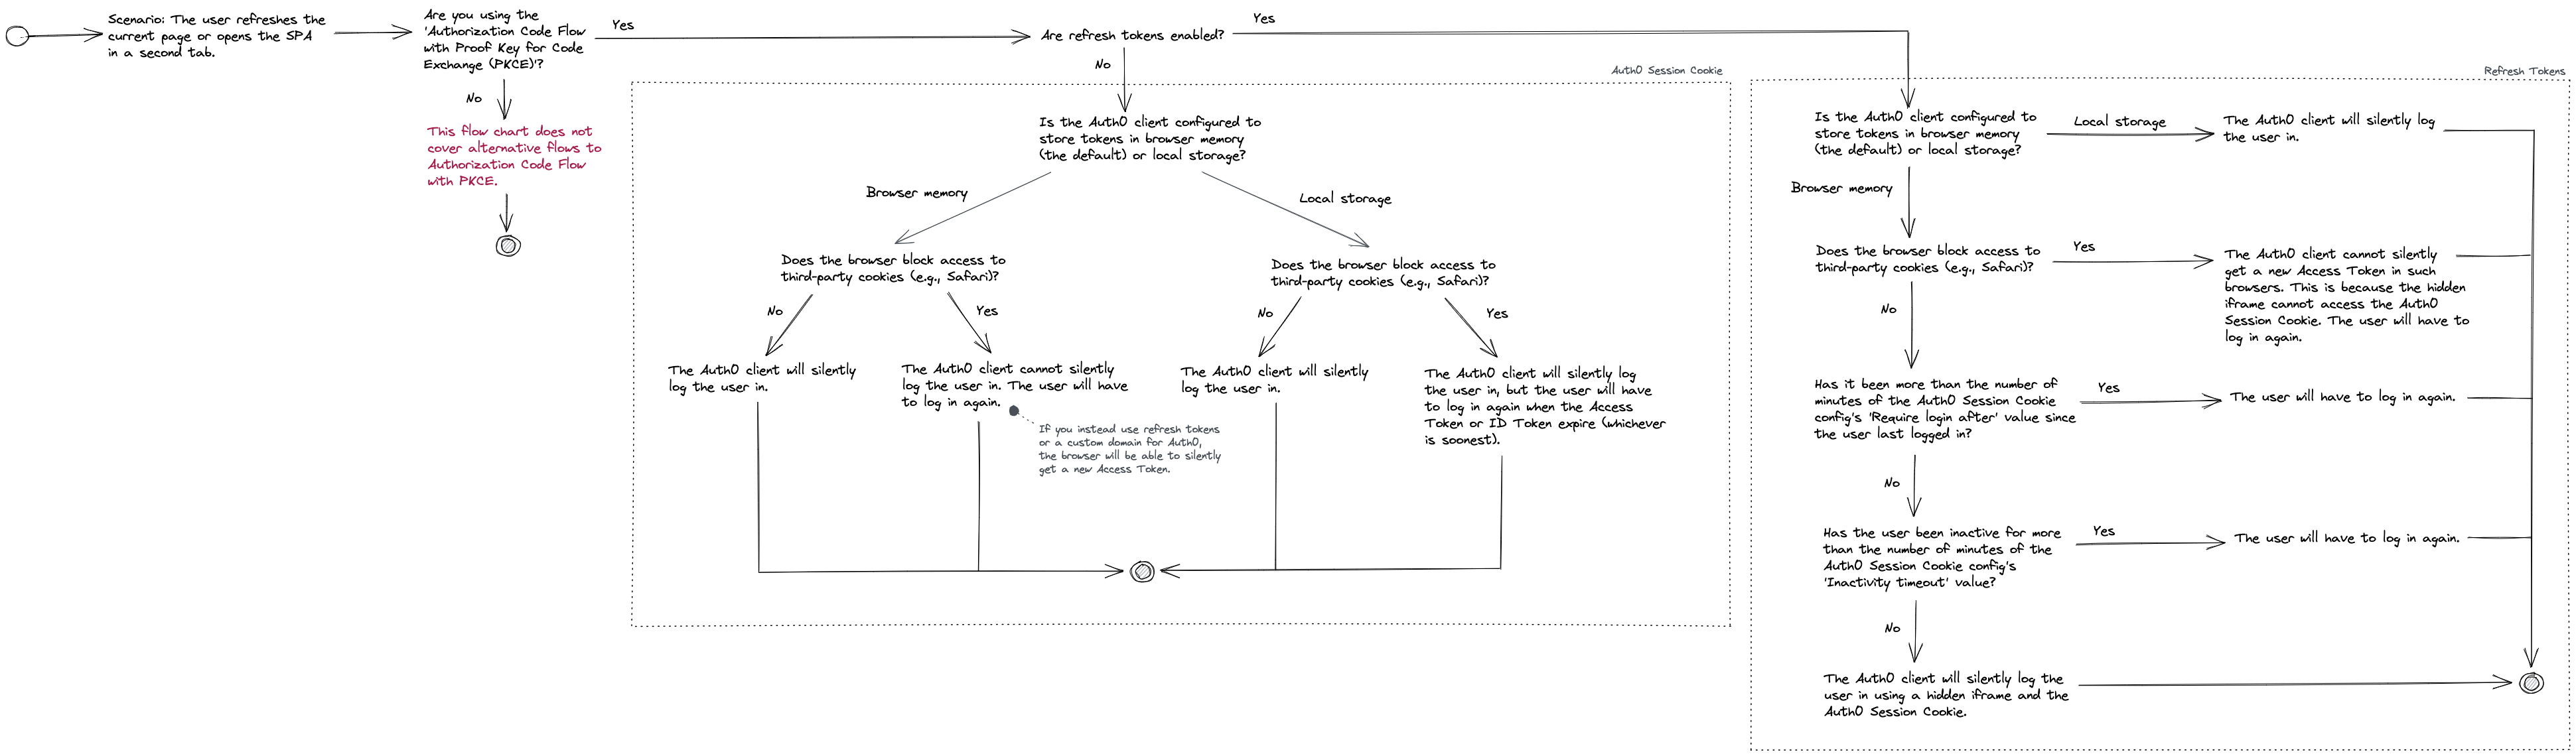 Scenario: The user refreshes the
current page or opens the SPA
in a second tab.
Are you using the
'Authorization Code Flow
with Proof Key for Code
Exchange (PKCE)'?
Yes
No
This flow chart does not
cover alternative flows to
Authorization Code Flow
with PKCE.
Are refresh tokens enabled?
Yes
No
Auth0 Session Cookie
Is the Auth0 client configured to
store tokens in browser memory
(the default) or local storage?
Browser memory
Local storage
Does the browser block access to
third-party cookies (e.g., Safari)?
No
Yes
The Auth0 client will silently
log the user in.
The Auth0 client cannot silently
log the user in. The user will have
to log in again.
If you instead use refresh tokens
or a custom domain for Auth0,
the browser will be able to silently
get a new Access Token.
Does the browser block access to
third-party cookies (e.g., Safari)?
No
Yes
The Auth0 client will silently
log the user in.
The Auth0 client will silently log
the user in, but the user will have
to log in again when the Access
Token or ID Token expire (whichever
is soonest).
Refresh Tokens
Is the Auth0 client configured to
store tokens in browser memory
(the default) or local storage?
Local storage
The Auth0 client will silently log
the user in.
Browser memory
Does the browser block access to
third-party cookies (e.g., Safari)?
Yes
The Auth0 client cannot silently
get a new Access Token in such
browsers. This is because the hidden
iframe cannot access the Auth0
Session Cookie. The user will have to
log in again.
No
Has it been more than the number of
minutes of the Auth0 Session Cookie
config's 'Require login after' value since
the user last logged in?
Yes
The user will have to log in again.
No
Has the user been inactive for more
than the number of minutes of the
Auth0 Session Cookie config's
'Inactivity timeout' value?
Yes
The user will have to log in again.
No
The Auth0 client will silently log the
user in using a hidden iframe and the
Auth0 Session Cookie.